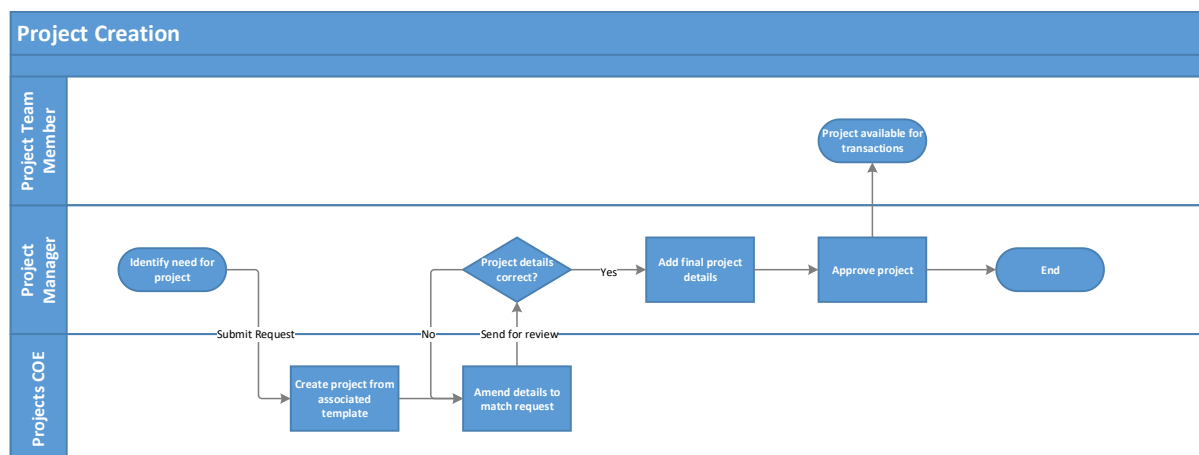 Project Creation
Project Team
Member
Project available for
transactions
Project
Manager
Identify need for
project
Project details
correct?
Yes
Add final project
details
Approve project
End
Submit Request
No
Send for review
Projects COE
Create project from
associated
template
Amend details to
match request